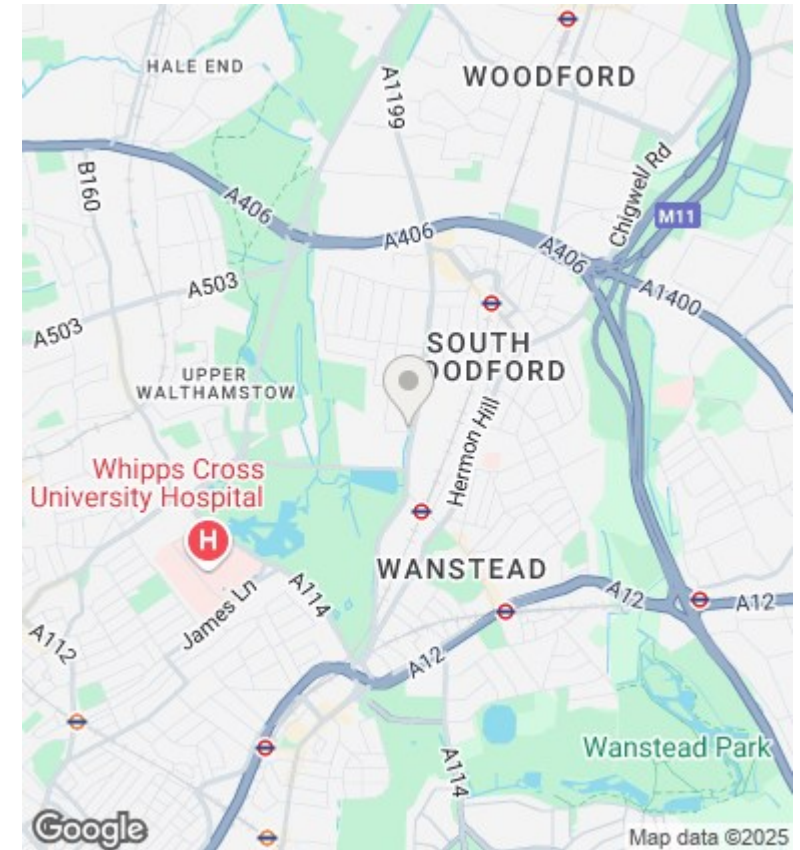 HALE END
WOODFORD
A1199
B160
Chigwell Rd
M11
A406
A406
A406
A503
A1400
A503
SOUTH
OODFORD
UPPER
WALTHAMSTOW
Hermon Hill
Whipps Cross
University Hospital
H
WANSTEAD
A114
James Ln
A12
A12
A112
A12
A114
Wanstead Park
Google
Map data ©2025